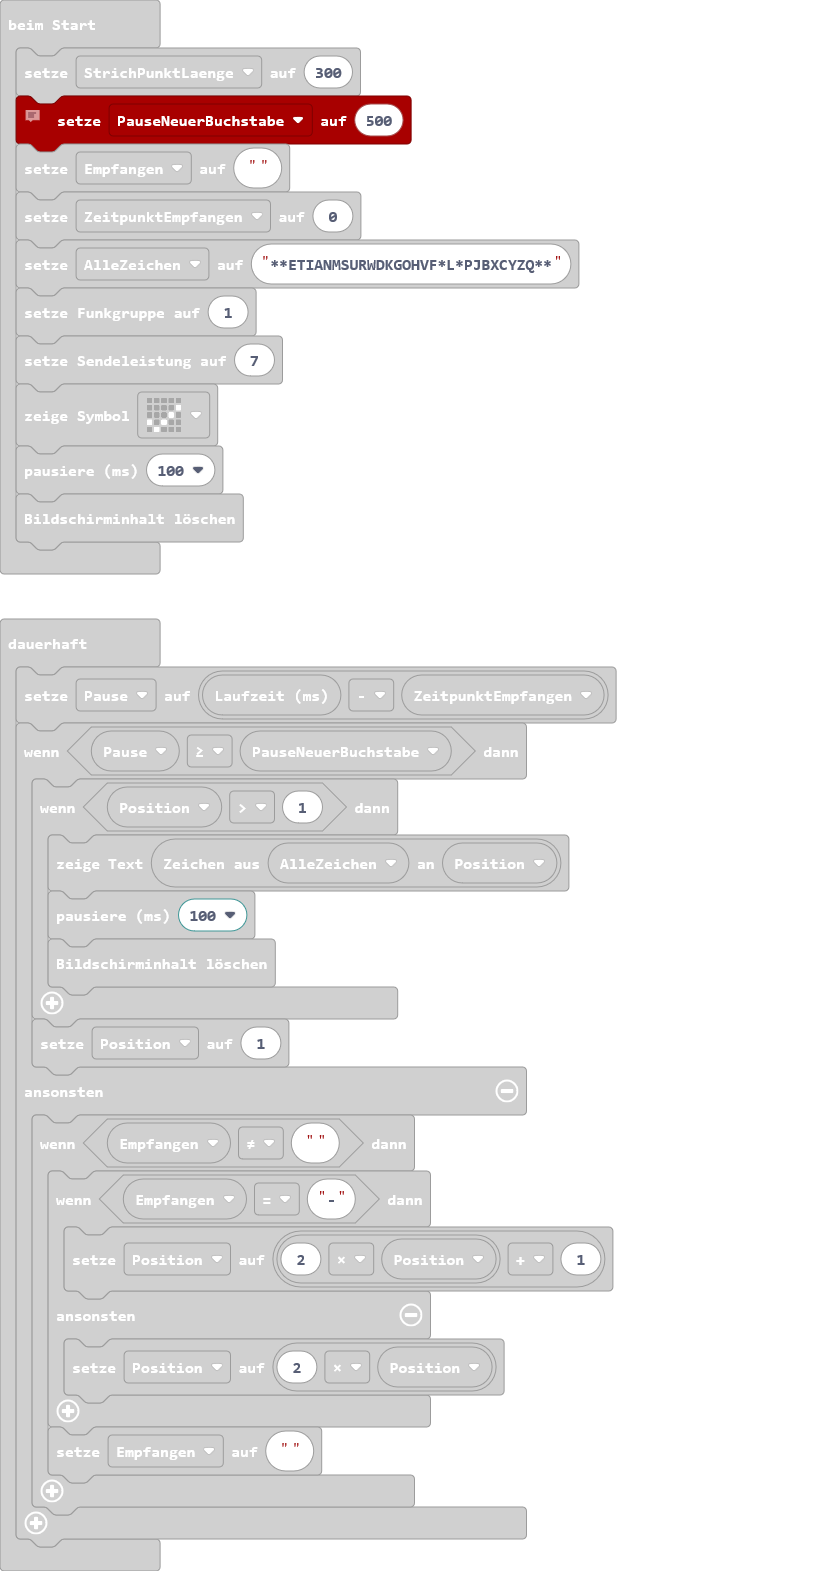 beim Start
setze StrichPunktLaenge auf 300
setze PauseNeuerBuchstabe auf 500
setze Empfangen auf " "
setze ZeitpunktEmpfangen auf 0
setze AlleZeichen auf "**ETIANMSURWDKGOHVF*L*PJBXCYZQ**"
setze Funkgruppe auf 1
setze Sendeleistung auf 7
zeige Symbol
pausiere (ms) 100
Bildschirminhalt löschen
dauerhaft
setze Pause auf Laufzeit (ms) - ZeitpunktEmpfangen
wenn Pause ≥ PauseNeuerBuchstabe dann
wenn Position > 1 dann
zeige Text Zeichen aus AlleZeichen an Position
pausiere (ms) 100
Bildschirminhalt löschen
setze Position auf 1
ansonsten
wenn Empfangen ≠ " " dann
wenn Empfangen = "-" dann
setze Position auf 2 × Position + 1
ansonsten
setze Position auf 2 × Position
setze Empfangen auf " "